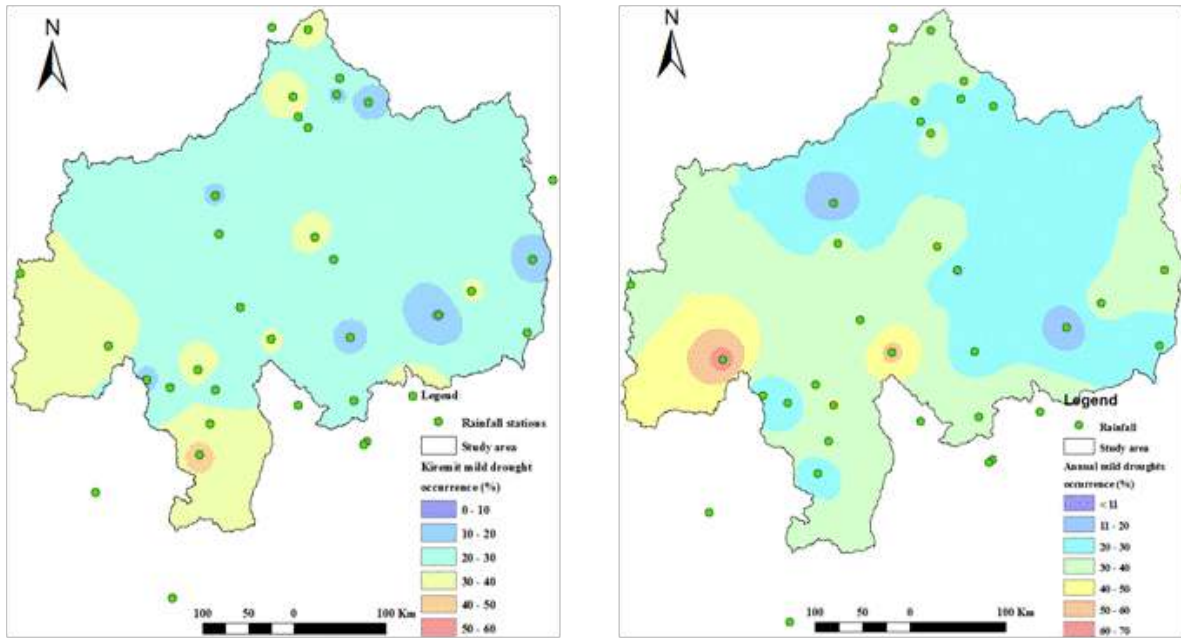 N
Legend
Rainfall stations
Study area
Kiremit mild drought
occurrence (%)
0 - 10
10 - 20
20 - 30
30 - 40
40 - 50
50 - 60
100 50 0 100 Km
N
Legend
Rainfall
Study area
Annual mild droughts
occurrence (%)
< 11
11 - 20
20 - 30
30 - 40
40 - 50
50 - 60
60 - 70
100 50 0 100 Km